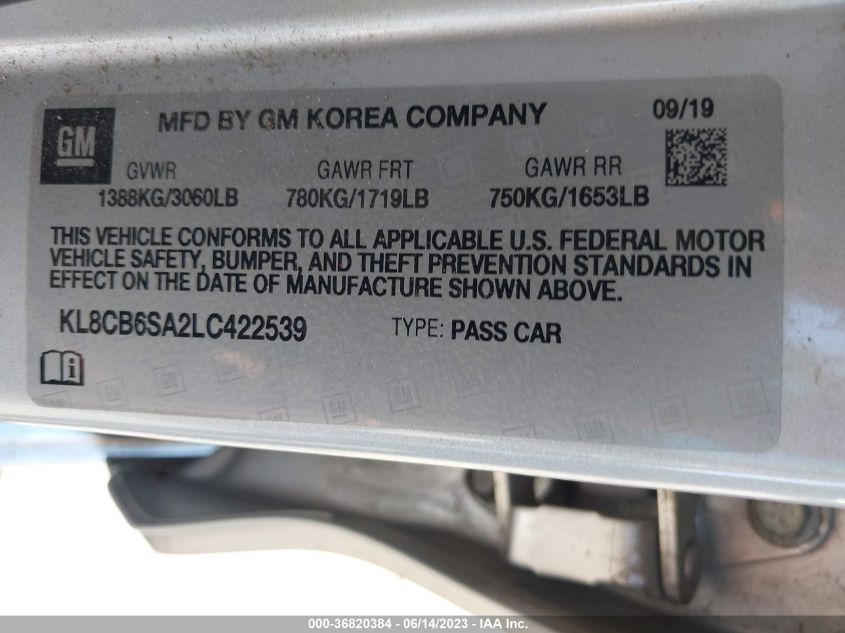 GM
MFD BY GM KOREA COMPANY
09/19
GVWR
GAWR FRT
GAWR RR
1388KG/3060LB
780KG/1719LB
750KG/1653LB
THIS VEHICLE CONFORMS TO ALL APPLICABLE U.S. FEDERAL MOTOR
VEHICLE SAFETY, BUMPER, AND THEFT PREVENTION STANDARDS IN
EFFECT ON THE DATE OF MANUFACTURE SHOWN ABOVE.
KL8CB6SA2LC422539
TYPE: PASS CAR
000-36820384 - 06/14/2023 - IAA Inc.